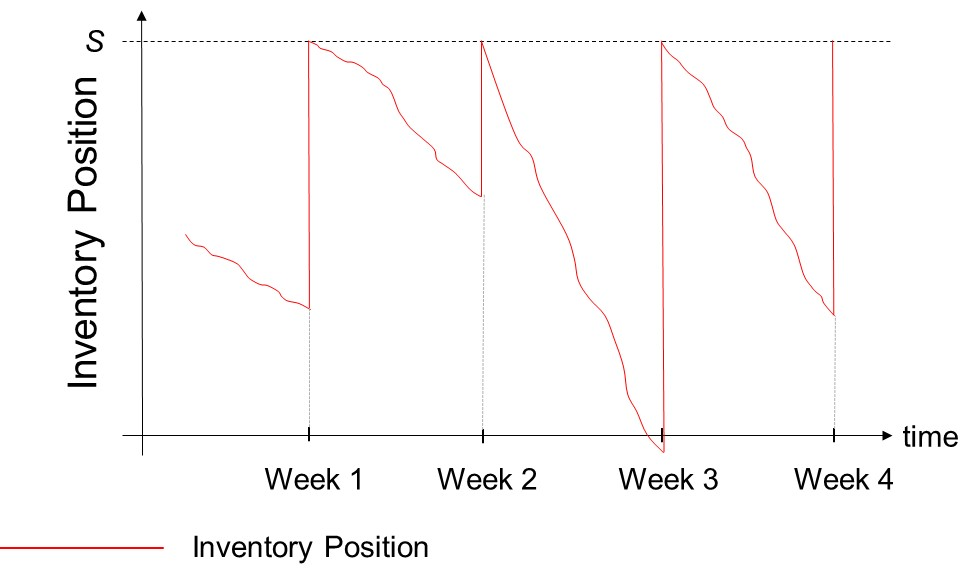 S
Inventory Position
time
Week 1
Week 2
Week 3
Week 4
Inventory Position